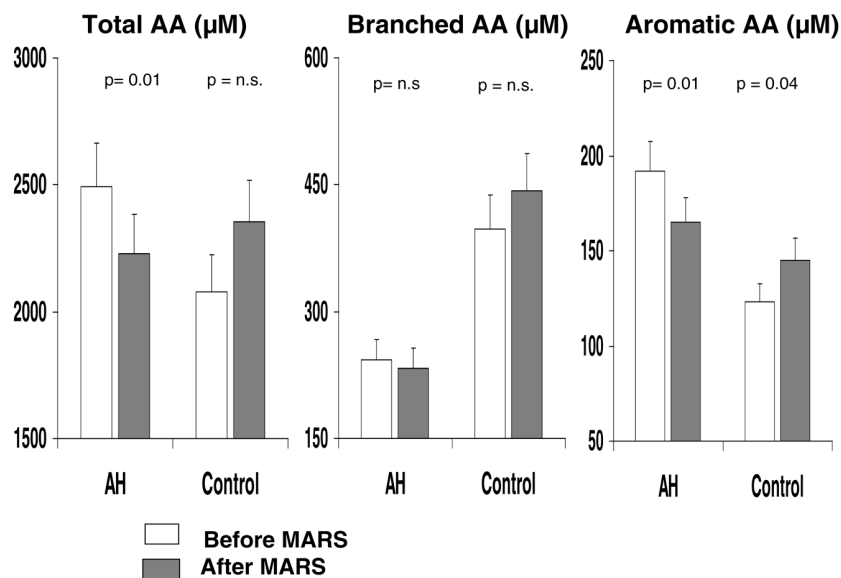 Total AA (µM) Branched AA (µM) Aromatic AA (µM)
3000 600 250
p= 0.01 p = n.s. p= n.s p = n.s. p= 0.01 p = 0.04
200
2500 450
150
2000 300
100
1500 150 50
AH Control AH Control AH Control
Before MARS
After MARS